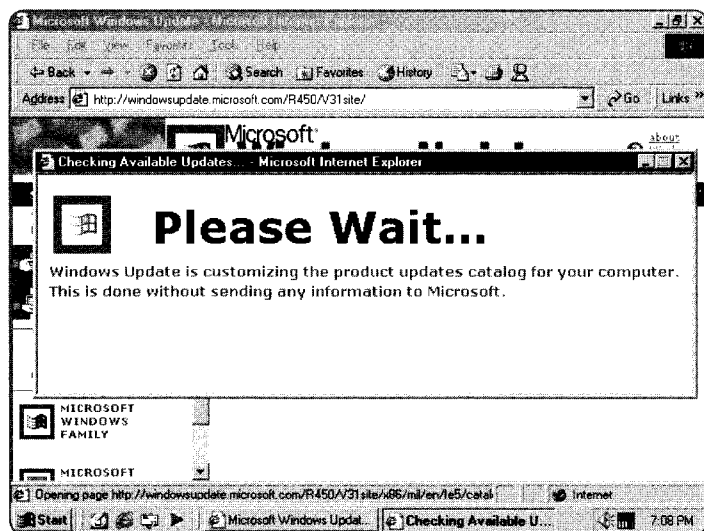 Microsoft Windows Update - Microsoft Internet Explorer
File Edit View Favorites Tools Help
Back Search Favorites History
Address http://windowsupdate.microsoft.com/R450/V31site/ Go Links »
Microsoft
about
Checking Available Updates... - Microsoft Internet Explorer
Please Wait...
Windows Update is customizing the product updates catalog for your computer.
This is done without sending any information to Microsoft.
MICROSOFT
WINDOWS
FAMILY
MICROSOFT
Opening page http://windowsupdate.microsoft.com/R450/V31site/x86/mil/en/ie5/catal Internet
Start Microsoft Windows Updat... Checking Available U... 7:08 PM